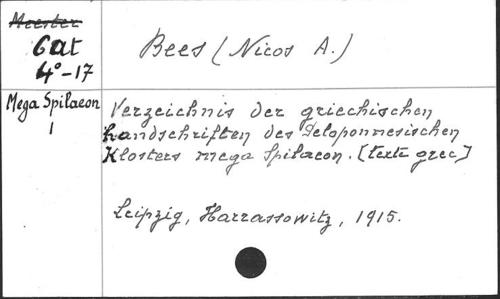 Meester
Cat
4°-17
Bees (Nicos A.)
Mega Spilaeon
1
Verzeichnis der griechischen
handschriften des Peloponnesischen
Klosters mega Spilaeon. [texte grec]
Leipzig, Harrassowitz, 1915.